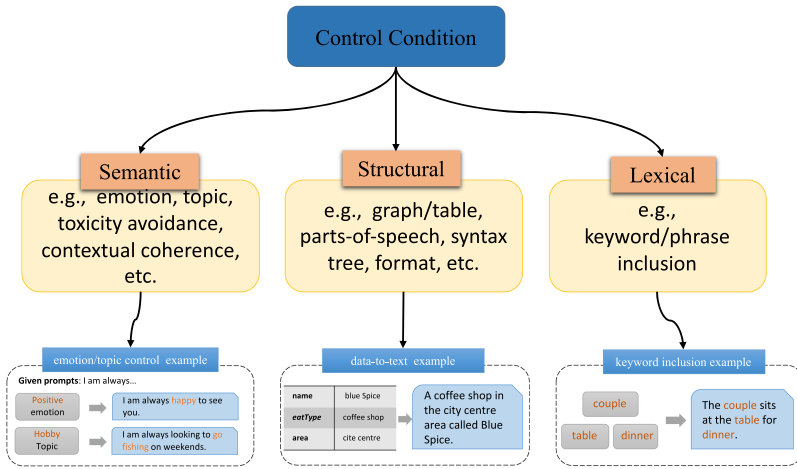 Control Condition
Semantic
e.g., emotion, topic,
toxicity avoidance,
contextual coherence,
etc.
Structural
e.g., graph/table,
parts-of-speech, syntax
tree, format, etc.
Lexical
e.g.,
keyword/phrase
inclusion
emotion/topic control example
Given prompts: I am always...
Positive
emotion
I am always happy to see
you.
Hobby
Topic
I am always looking to go
fishing on weekends.
data-to-text example
name blue Spice
eatType coffee shop
area cite centre
A coffee shop in
the city centre
area called Blue
Spice.
keyword inclusion example
couple
table dinner
The couple sits
at the table for
dinner.